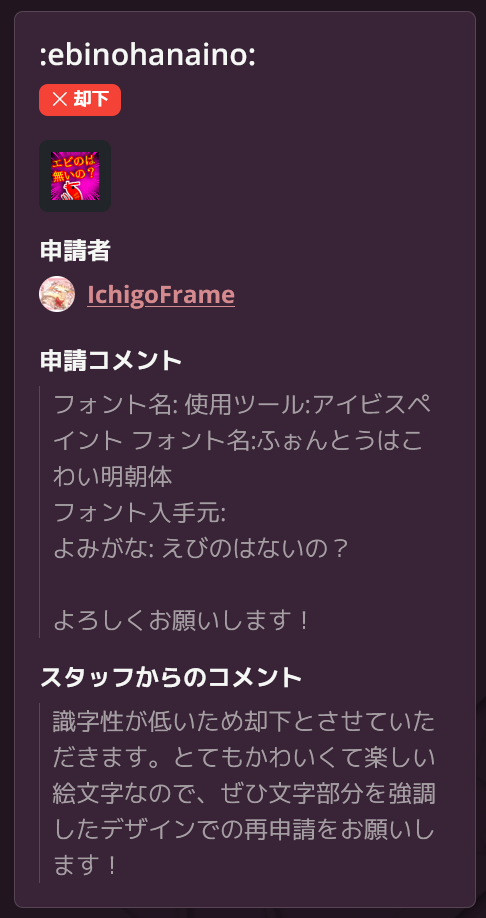 :ebinohanaino:
× 却下
エビのは
無いの？
申請者
IchigoFrame
申請コメント
フォント名: 使用ツール:アイビスペ
イント フォント名:ふぉんとうはこ
わい明朝体
フォント入手元:
よみがな: えびのはないの？
よろしくお願いします！
スタッフからのコメント
識字性が低いため却下とさせていた
だきます。とてもかわいくて楽しい
絵文字なので、ぜひ文字部分を強調
したデザインでの再申請をお願いし
ます！